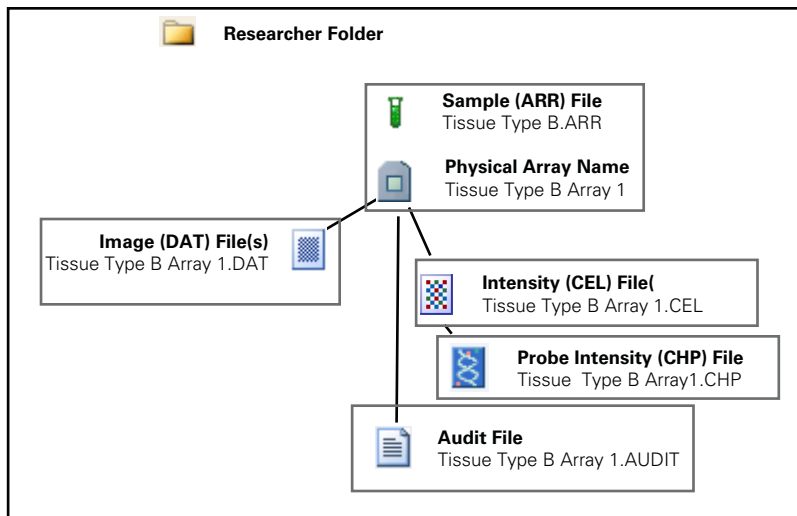 Researcher Folder
Sample (ARR) File
Tissue Type B.ARR
Physical Array Name
Tissue Type B Array 1
Image (DAT) File(s)
Tissue Type B Array 1.DAT
Intensity (CEL) File(
Tissue Type B Array 1.CEL
Probe Intensity (CHP) File
Tissue Type B Array1.CHP
Audit File
Tissue Type B Array 1.AUDIT